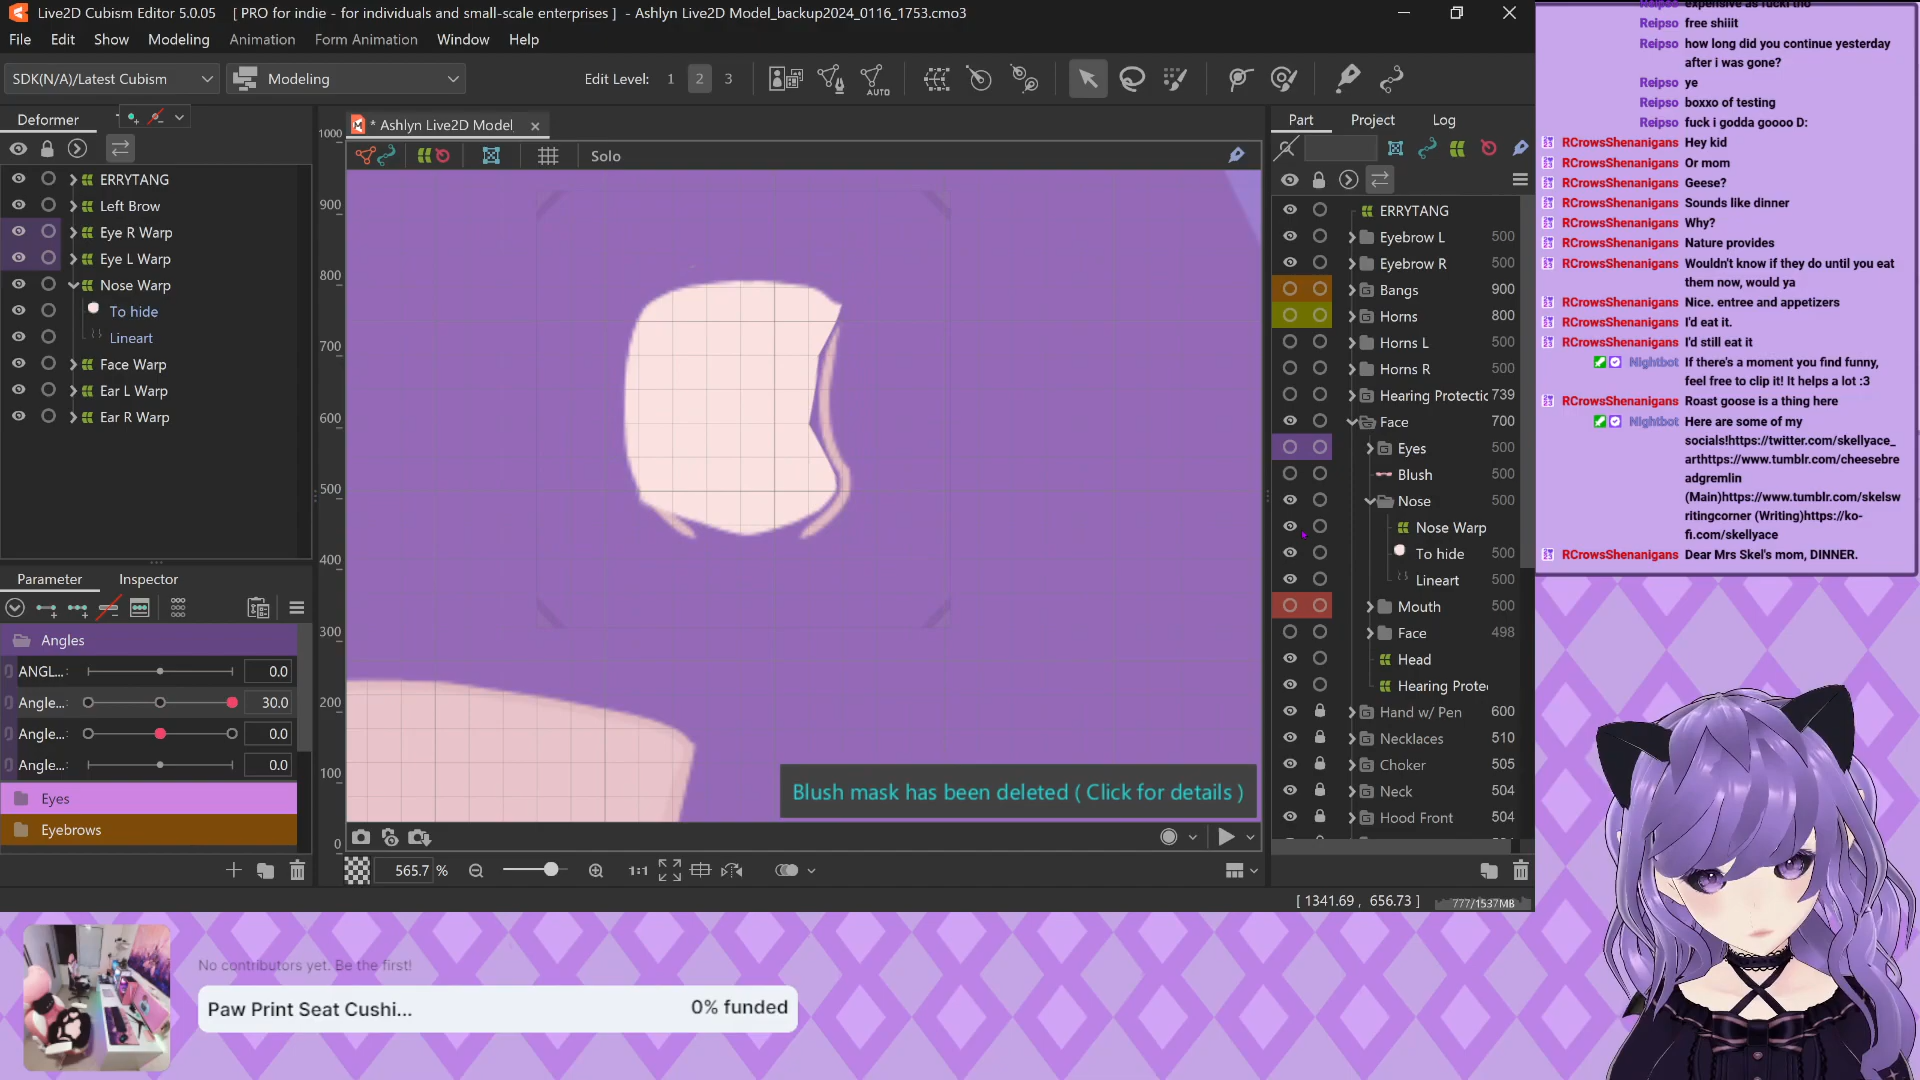 Live2D Cubism Editor 5.0.05 [ PRO for indie - for individuals and small-scale enterprises ] - Ashlyn Live2D Model_backup2024_0116_1753.cmo3
File Edit Show Modeling Animation Form Animation Window Help
SDK(N/A)/Latest Cubism Modeling Edit Level: 1 2 3 AUTO
Deformer
* Ashlyn Live2D Model
Part Project Log
Solo
ERRYTANG
Left Brow
Eye R Warp
Eye L Warp
Nose Warp
To hide
Lineart
Face Warp
Ear L Warp
Ear R Warp
Parameter Inspector
Angles
ANGL...: 0.0
Angle...: 30.0
Angle...: 0.0
Angle...: 0.0
Eyes
Eyebrows
1000
900
800
700
600
500
400
300
200
100
0
Blush mask has been deleted ( Click for details )
565.7 %
1:1
ERRYTANG
Eyebrow L 500
Eyebrow R 500
Bangs 900
Horns 800
Horns L 500
Horns R 500
Hearing Protectic 739
Face 700
Eyes 500
Blush 500
Nose 500
Nose Warp
To hide 500
Lineart 500
Mouth 500
Face 498
Head
Hearing Prote
Hand w/ Pen 600
Necklaces 510
Choker 505
Neck 504
Hood Front 504
[ 1341.69 , 656.73 ] 777/1537MB
expensive as fuckl tho
Reipso free shiiit
Reipso how long did you continue yesterday
after i was gone?
Reipso ye
Reipso boxxo of testing
Reipso fuck i godda goooo D:
RCrowsShenanigans Hey kid
RCrowsShenanigans Or mom
RCrowsShenanigans Geese?
RCrowsShenanigans Sounds like dinner
RCrowsShenanigans Why?
RCrowsShenanigans Nature provides
RCrowsShenanigans Wouldn't know if they do until you eat
them now, would ya
RCrowsShenanigans Nice. entree and appetizers
RCrowsShenanigans I'd eat it.
RCrowsShenanigans I'd still eat it
Nightbot If there's a moment you find funny,
feel free to clip it! It helps a lot :3
RCrowsShenanigans Roast goose is a thing here
Nightbot Here are some of my
socials!https://twitter.com/skellyace_
arthttps://www.tumblr.com/cheesebre
adgremlin
(Main)https://www.tumblr.com/skelsw
ritingcorner (Writing)https://ko-
fi.com/skellyace
RCrowsShenanigans Dear Mrs Skel's mom, DINNER.
No contributors yet. Be the first!
Paw Print Seat Cushi... 0% funded